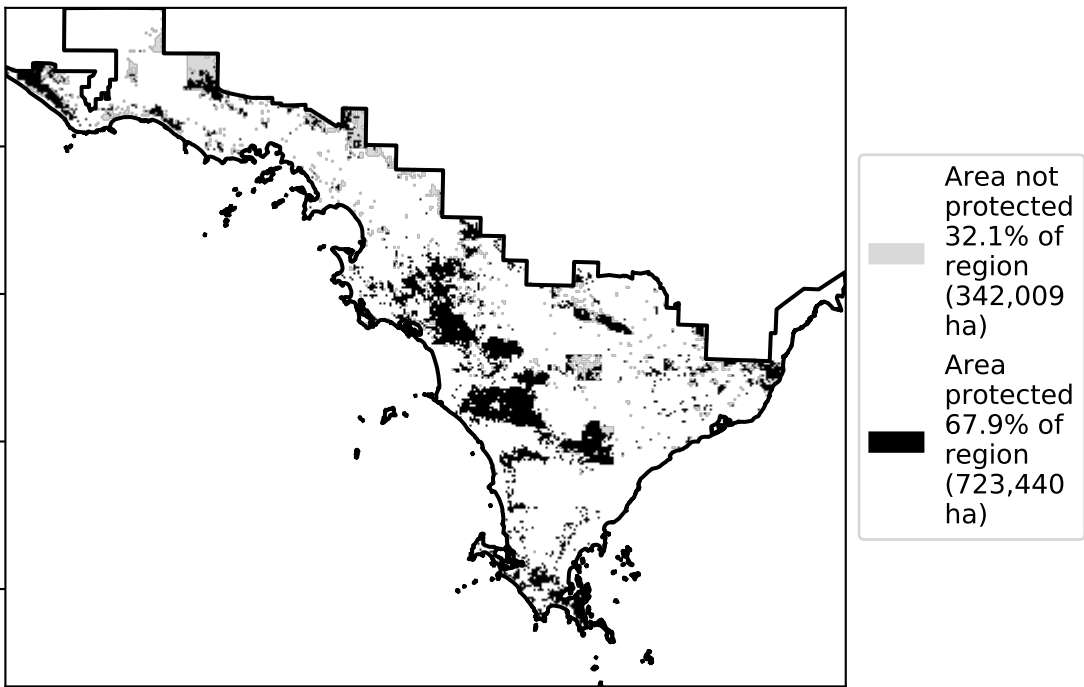 Area not
protected
32.1% of
region
(342,009
ha)
Area
protected
67.9% of
region
(723,440
ha)